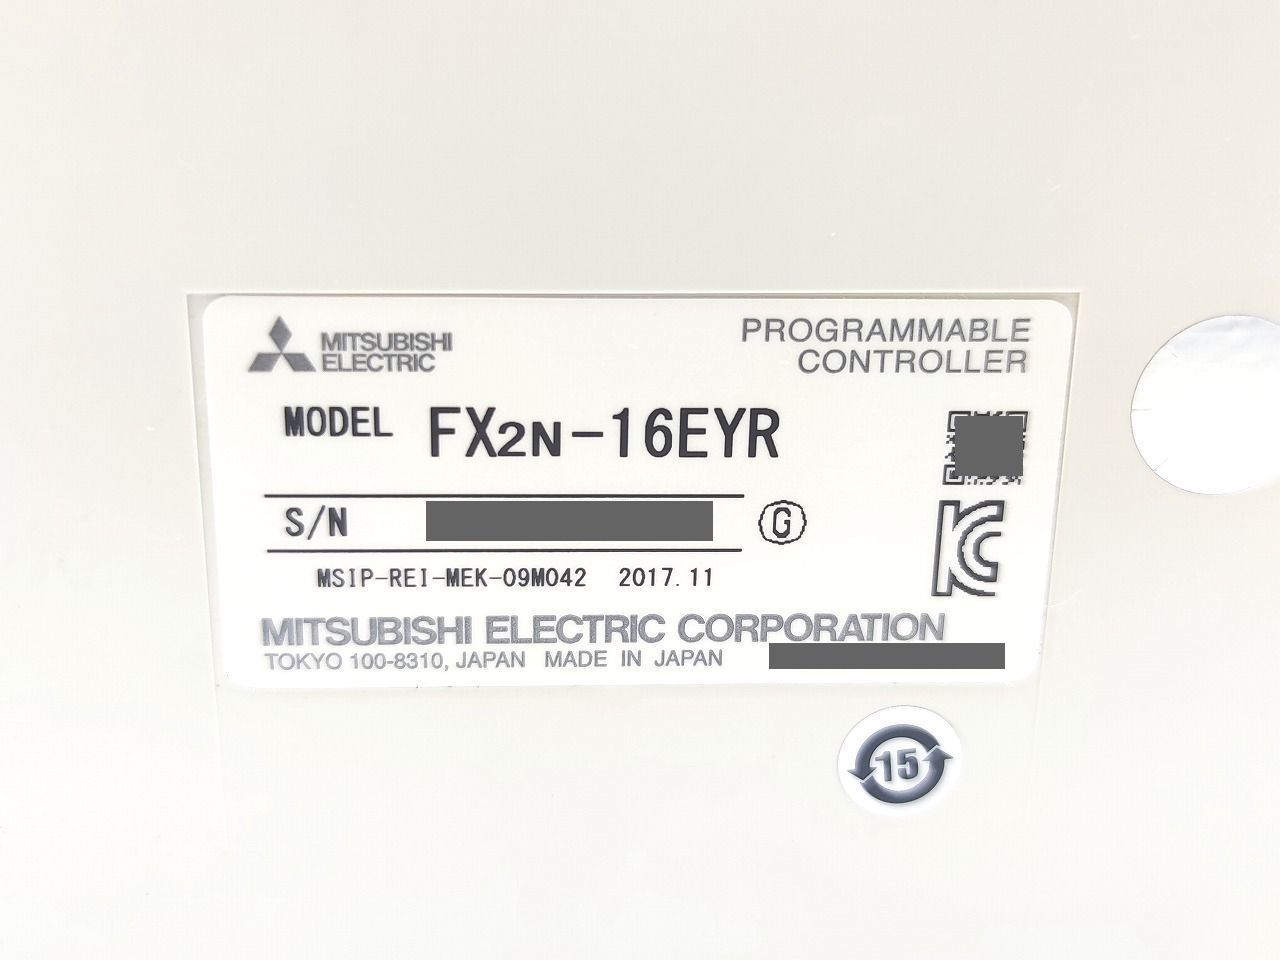 MITSUBISHI
ELECTRIC
PROGRAMMABLE
CONTROLLER
MODEL FX2N-16EYR
S/N G
MSIP-REI-MEK-09M042 2017.11
MITSUBISHI ELECTRIC CORPORATION
TOKYO 100-8310, JAPAN MADE IN JAPAN
15